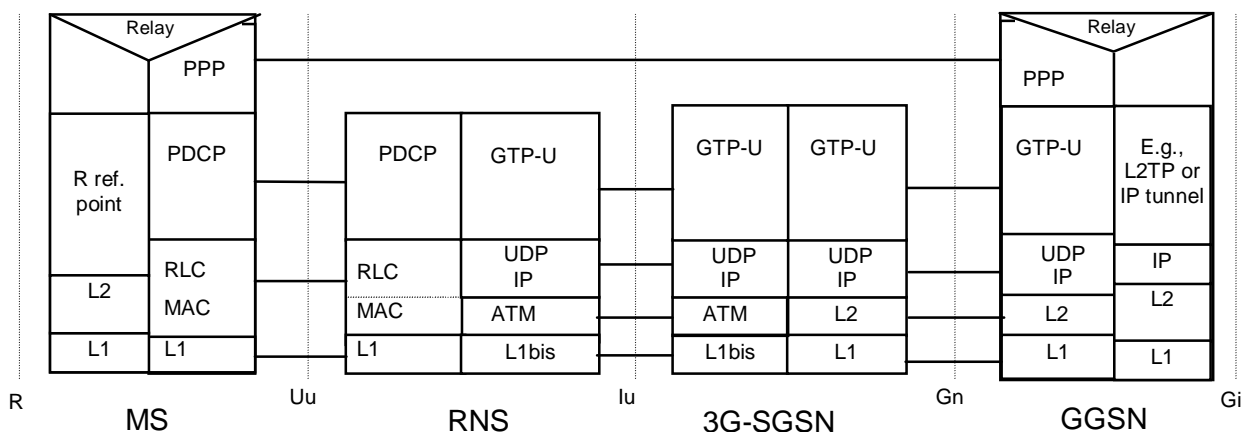 Relay
Relay
PPP
PPP
R ref.
point
PDCP
PDCP
GTP-U
GTP-U
GTP-U
GTP-U
E.g.,
L2TP or
IP tunnel
L2
RLC
MAC
RLC
MAC
UDP
IP
ATM
UDP
IP
ATM
UDP
IP
L2
UDP
IP
L2
IP
L2
L1
L1
L1
L1bis
L1bis
L1
L1
L1
R
Uu
Iu
Gn
Gi
MS
RNS
3G-SGSN
GGSN